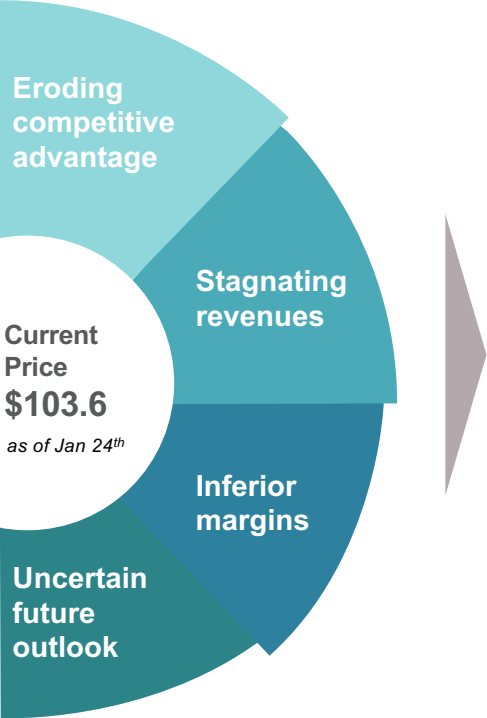 Eroding
competitive
advantage
Stagnating
revenues
Current
Price
$103.6
as of Jan 24th
Inferior
margins
Uncertain
future
outlook